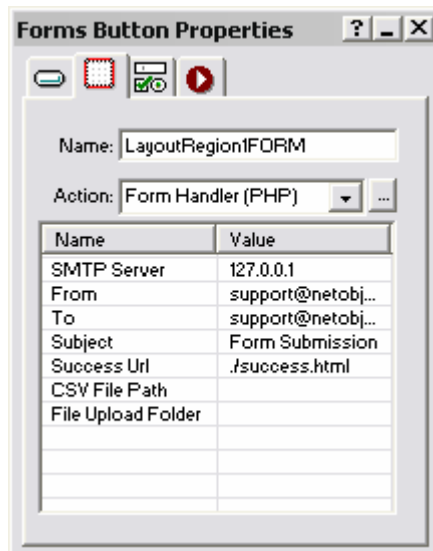 Forms Button Properties
Name: LayoutRegion1FORM
Action: Form Handler (PHP) ...
Name Value
SMTP Server 127.0.0.1
From support@netobj...
To support@netobj...
Subject Form Submission
Success Url ./success.html
CSV File Path
File Upload Folder